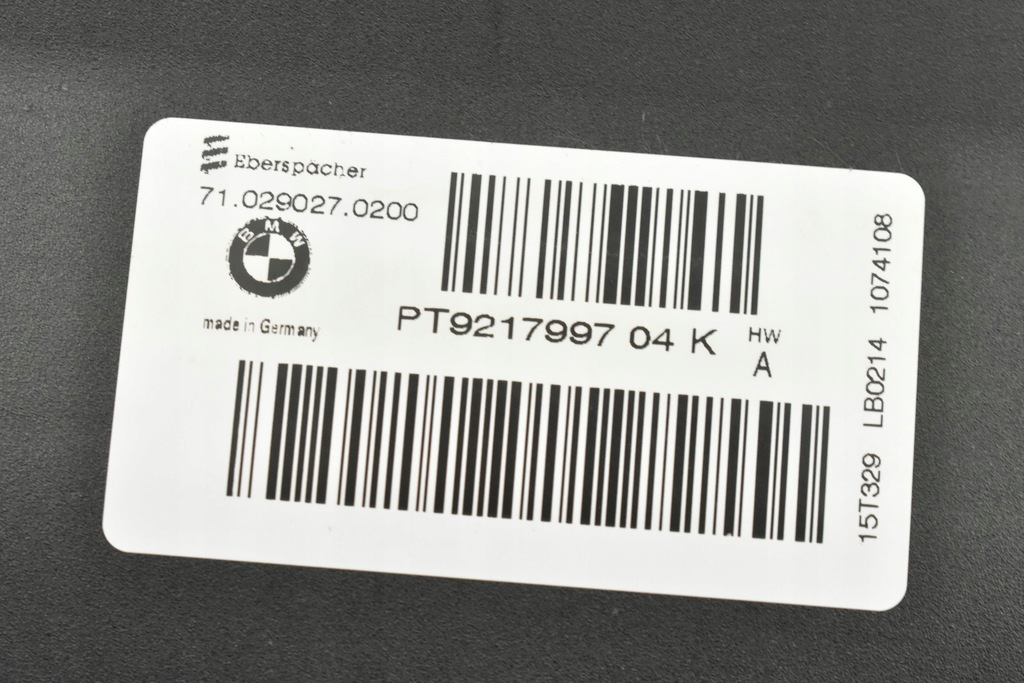 Eberspächer
71.029027.0200
BMW
made in Germany
PT9217997 04 K
HW
A
15T329 LB0214 1074108